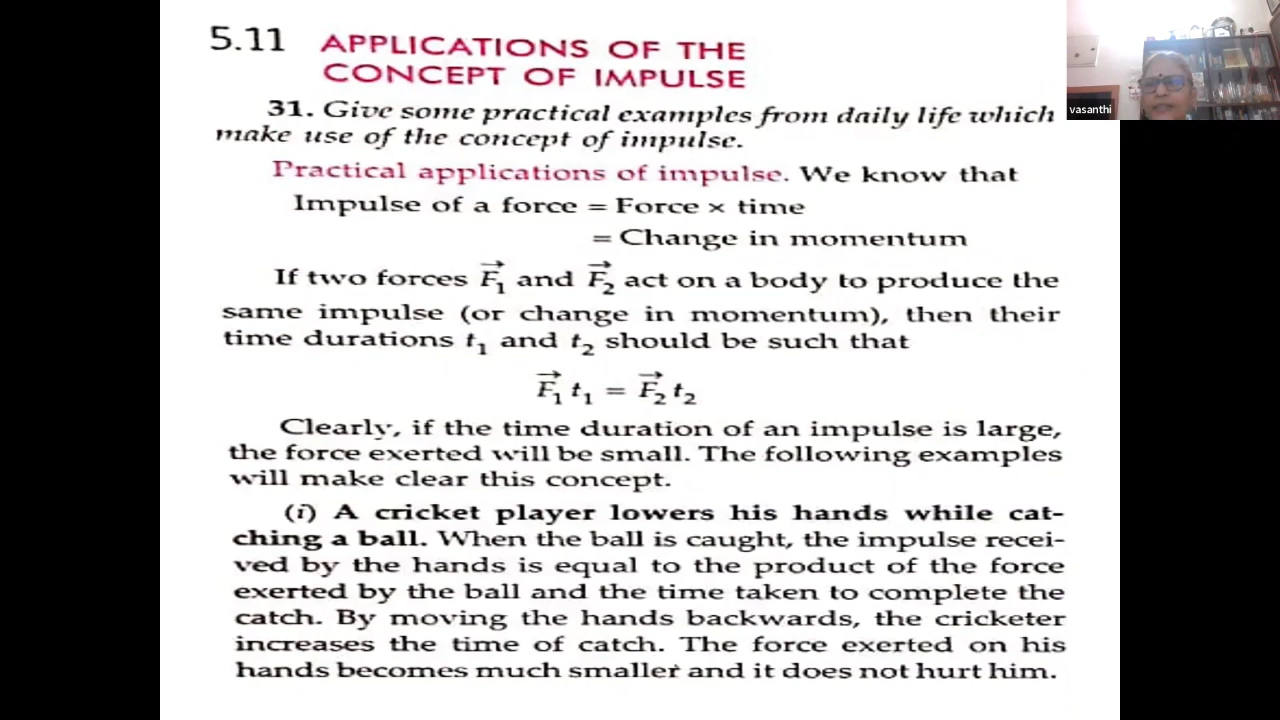 5.11 APPLICATIONS OF THE
CONCEPT OF IMPULSE
31. Give some practical examples from daily life which
make use of the concept of impulse.
Practical applications of impulse. We know that
Impulse of a force = Force × time
= Change in momentum
If two forces F⃗₁ and F⃗₂ act on a body to produce the
same impulse (or change in momentum), then their
time durations t₁ and t₂ should be such that
F⃗₁ t₁ = F⃗₂ t₂
Clearly, if the time duration of an impulse is large,
the force exerted will be small. The following examples
will make clear this concept.
(i) A cricket player lowers his hands while cat-
ching a ball. When the ball is caught, the impulse recei-
ved by the hands is equal to the product of the force
exerted by the ball and the time taken to complete the
catch. By moving the hands backwards, the cricketer
increases the time of catch. The force exerted on his
hands becomes much smaller and it does not hurt him.
vasanthi